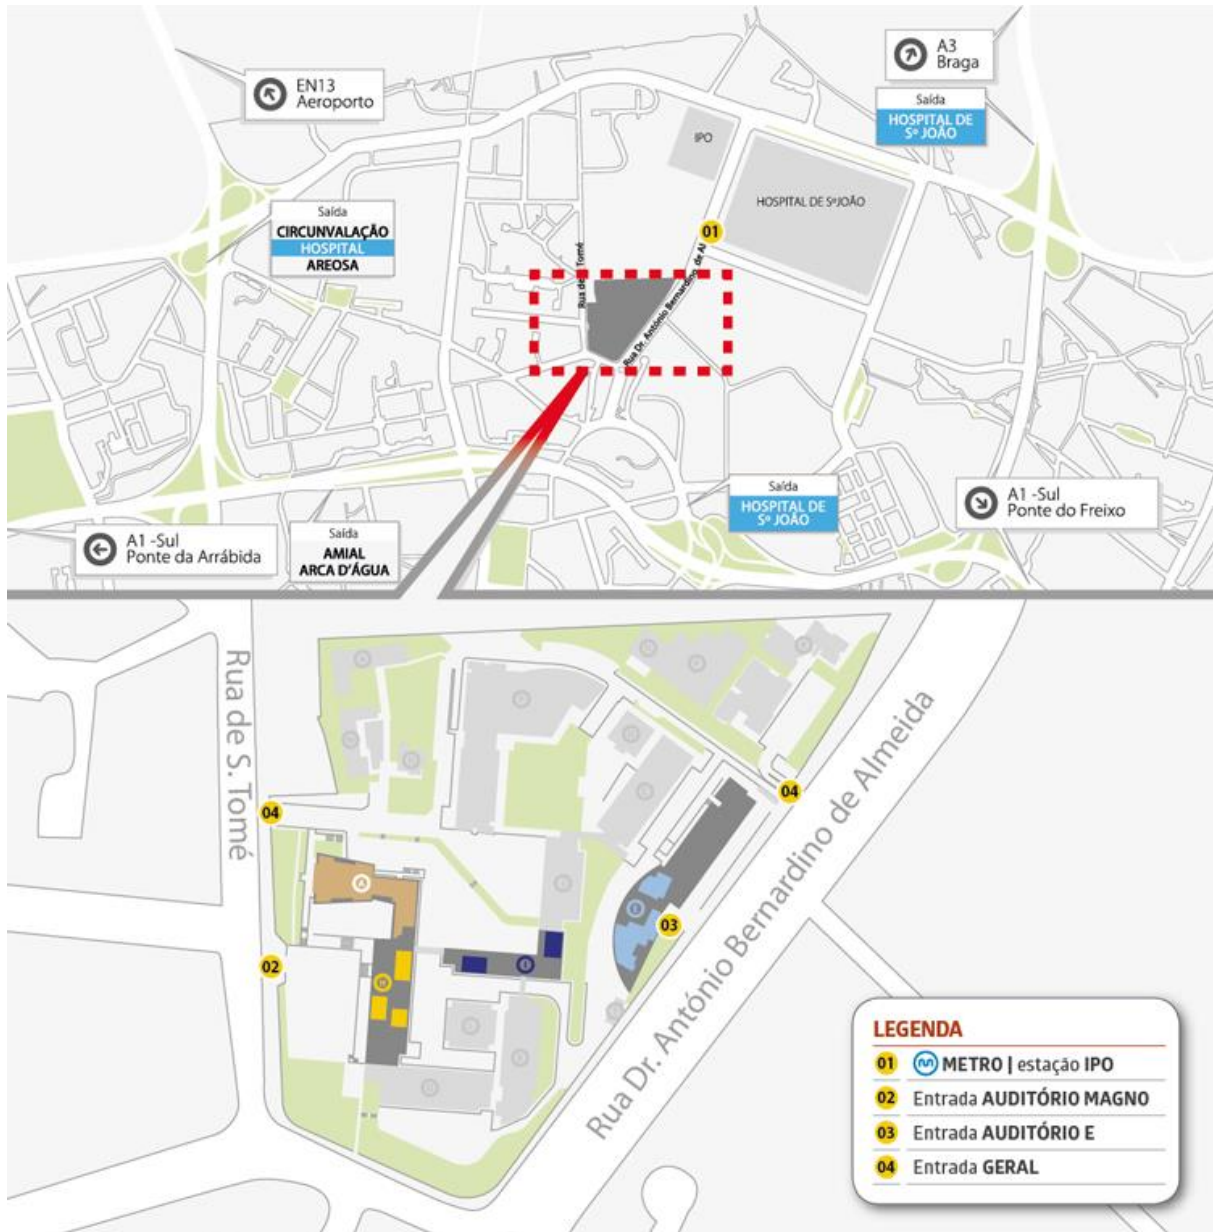 A3
Braga
EN13
Aeroporto
Saída
HOSPITAL DE
Sº JOÃO
IPO
HOSPITAL DE SºJOÃO
Saída
CIRCUNVALAÇÃO
HOSPITAL
AREOSA
01
Rua de S. Tomé
Rua Dr. António Bernardino de Al
Saída
HOSPITAL DE
Sº JOÃO
A1 -Sul
Ponte do Freixo
A1 -Sul
Ponte da Arrábida
Saída
AMIAL
ARCA D'ÁGUA
Rua de S. Tomé
Rua Dr. António Bernardino de Almeida
04
04
03
02
LEGENDA
01 METRO | estação IPO
02 Entrada AUDITÓRIO MAGNO
03 Entrada AUDITÓRIO E
04 Entrada GERAL